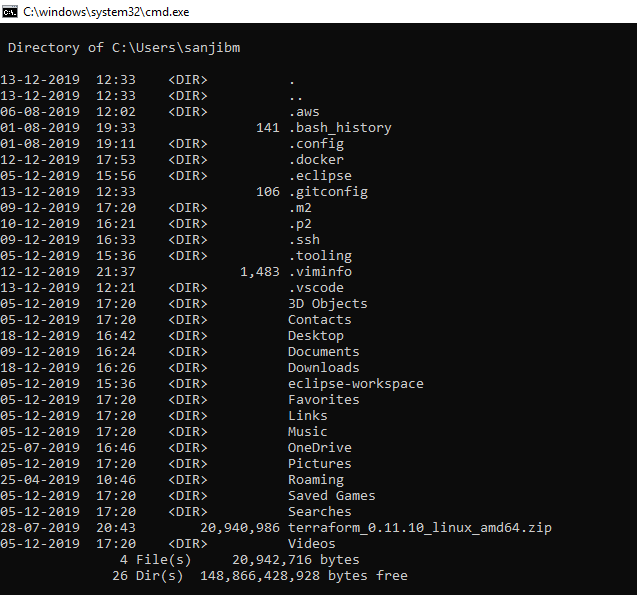 C:\windows\system32\cmd.exe
Directory of C:\Users\sanjibm
13-12-2019  12:33    <DIR>          .
13-12-2019  12:33    <DIR>          ..
06-08-2019  12:02    <DIR>          .aws
01-08-2019  19:33               141 .bash_history
01-08-2019  19:11    <DIR>          .config
12-12-2019  17:53    <DIR>          .docker
05-12-2019  15:56    <DIR>          .eclipse
13-12-2019  12:33               106 .gitconfig
09-12-2019  17:20    <DIR>          .m2
10-12-2019  16:21    <DIR>          .p2
09-12-2019  16:33    <DIR>          .ssh
05-12-2019  15:36    <DIR>          .tooling
12-12-2019  21:37             1,483 .viminfo
13-12-2019  12:21    <DIR>          .vscode
05-12-2019  17:20    <DIR>          3D Objects
05-12-2019  17:20    <DIR>          Contacts
18-12-2019  16:42    <DIR>          Desktop
09-12-2019  16:24    <DIR>          Documents
18-12-2019  16:26    <DIR>          Downloads
05-12-2019  15:36    <DIR>          eclipse-workspace
05-12-2019  17:20    <DIR>          Favorites
05-12-2019  17:20    <DIR>          Links
05-12-2019  17:20    <DIR>          Music
25-07-2019  16:46    <DIR>          OneDrive
05-12-2019  17:20    <DIR>          Pictures
25-04-2019  10:46    <DIR>          Roaming
05-12-2019  17:20    <DIR>          Saved Games
05-12-2019  17:20    <DIR>          Searches
28-07-2019  20:43        20,940,986 terraform_0.11.10_linux_amd64.zip
05-12-2019  17:20    <DIR>          Videos
4 File(s)     20,942,716 bytes
26 Dir(s)  148,866,428,928 bytes free